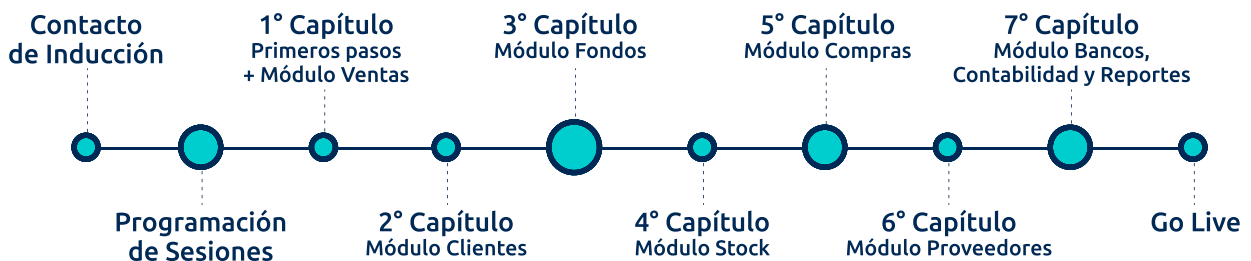 Contacto
de Inducción
Programación
de Sesiones
1° Capítulo
Primeros pasos
+ Módulo Ventas
2° Capítulo
Módulo Clientes
3° Capítulo
Módulo Fondos
4° Capítulo
Módulo Stock
5° Capítulo
Módulo Compras
6° Capítulo
Módulo Proveedores
7° Capítulo
Módulo Bancos,
Contabilidad y Reportes
Go Live